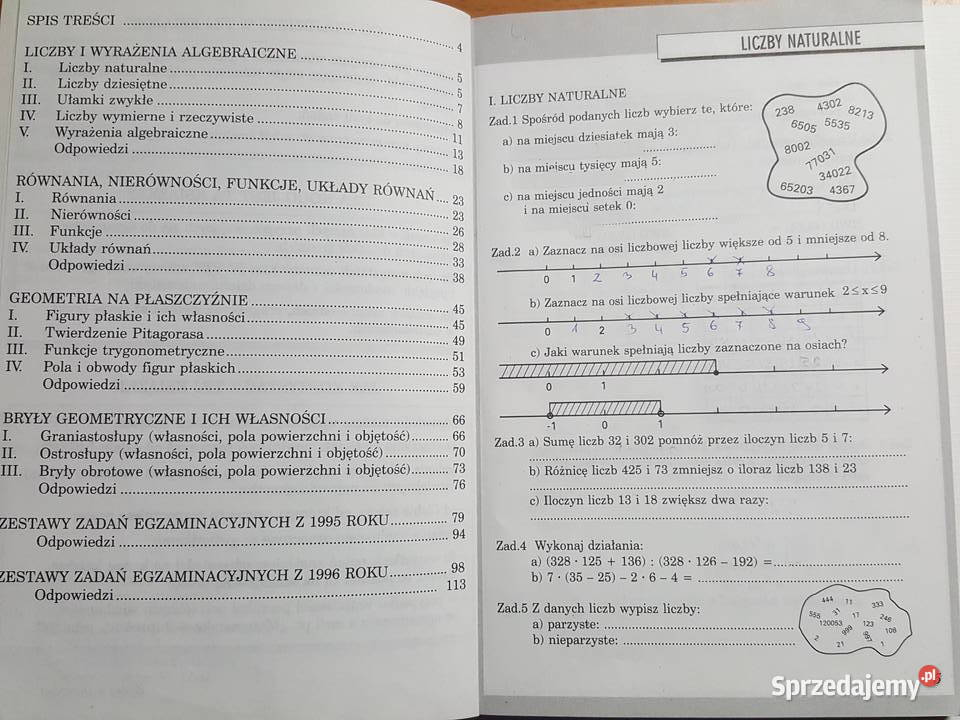 SPIS TREŚCI ........ 4
LICZBY I WYRAŻENIA ALGEBRAICZNE ........ 5
I. Liczby naturalne ........ 5
II. Liczby dziesiętne ........ 7
III. Ułamki zwykłe ........ 8
IV. Liczby wymierne i rzeczywiste ........ 11
V. Wyrażenia algebraiczne ........ 13
Odpowiedzi ........ 18
RÓWNANIA, NIERÓWNOŚCI, FUNKCJE, UKŁADY RÓWNAŃ .... 23
I. Równania ........ 23
II. Nierówności ........ 26
III. Funkcje ........ 28
IV. Układy równań ........ 33
Odpowiedzi ........ 38
GEOMETRIA NA PŁASZCZYŹNIE ........ 45
I. Figury płaskie i ich własności ........ 45
II. Twierdzenie Pitagorasa ........ 49
III. Funkcje trygonometryczne ........ 51
IV. Pola i obwody figur płaskich ........ 53
Odpowiedzi ........ 59
BRYŁY GEOMETRYCZNE I ICH WŁASNOŚCI ........ 66
I. Graniastosłupy (własności, pola powierzchni i objętość) ........ 66
II. Ostrosłupy (własności, pola powierzchni i objętość) ........ 70
III. Bryły obrotowe (własności, pola powierzchni i objętość) ........ 73
Odpowiedzi ........ 76
ZESTAWY ZADAŃ EGZAMINACYJNYCH Z 1995 ROKU ........ 79
Odpowiedzi ........ 94
ZESTAWY ZADAŃ EGZAMINACYJNYCH Z 1996 ROKU ........ 98
Odpowiedzi ........ 113
LICZBY NATURALNE
I. LICZBY NATURALNE
Zad.1 Spośród podanych liczb wybierz te, które:
a) na miejscu dziesiatek mają 3:
b) na miejscu tysięcy mają 5:
c) na miejscu jedności mają 2
i na miejscu setek 0:
238 4302 8213
6505 5535
8002
77031
34022
65203 4367
Zad.2 a) Zaznacz na osi liczbowej liczby większe od 5 i mniejsze od 8.
0 1 2 3 4 5 6 7 8
b) Zaznacz na osi liczbowej liczby spełniające warunek 2≤x≤9
0 1 2 3 4 5 6 7 8 9
c) Jaki warunek spełniają liczby zaznaczone na osiach?
0 1
-1 0 1
Zad.3 a) Sumę liczb 32 i 302 pomnóż przez iloczyn liczb 5 i 7:
b) Różnicę liczb 425 i 73 zmniejsz o iloraz liczb 138 i 23
c) Iloczyn liczb 13 i 18 zwiększ dwa razy:
Zad.4 Wykonaj działania:
a) (328 · 125 + 136) : (328 · 126 – 192) =
b) 7 · (35 – 25) – 2 · 6 – 4 =
Zad.5 Z danych liczb wypisz liczby:
a) parzyste:
b) nieparzyste:
444 11 333
555 31 17 246
120053 999 123 108
2 21 1
5
Sprzedajemy.pl